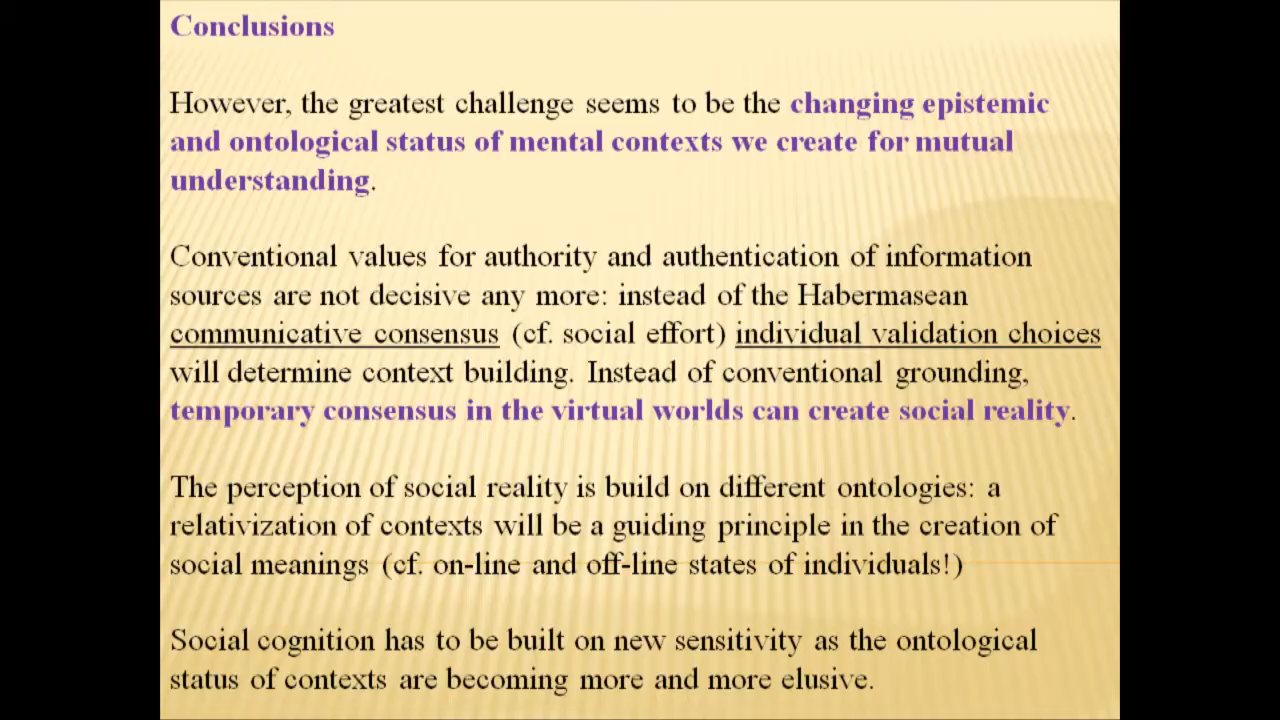 Conclusions
However, the greatest challenge seems to be the changing epistemic
and ontological status of mental contexts we create for mutual
understanding.
Conventional values for authority and authentication of information
sources are not decisive any more: instead of the Habermasean
communicative consensus (cf. social effort) individual validation choices
will determine context building. Instead of conventional grounding,
temporary consensus in the virtual worlds can create social reality.
The perception of social reality is build on different ontologies: a
relativization of contexts will be a guiding principle in the creation of
social meanings (cf. on-line and off-line states of individuals!)
Social cognition has to be built on new sensitivity as the ontological
status of contexts are becoming more and more elusive.